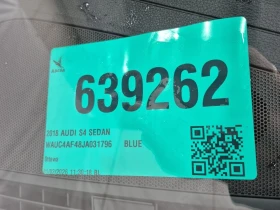 639262
2018 AUDI S4 SEDAN
WAUC4AF48JA031796 BLUE